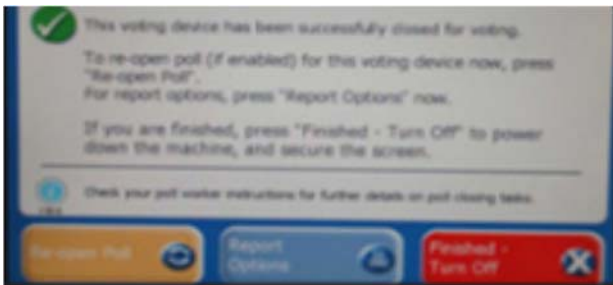 This voting device has been successfully closed for voting.
To re-open poll (if enabled) for this voting device now, press
"Re-open Poll".
For report options, press "Report Options" now.
If you are finished, press "Finished - Turn Off" to power
down the machine, and secure the screen.
Check your poll worker instructions for further details on poll closing tasks.
Re-open Poll
Report
Options
Finished -
Turn Off